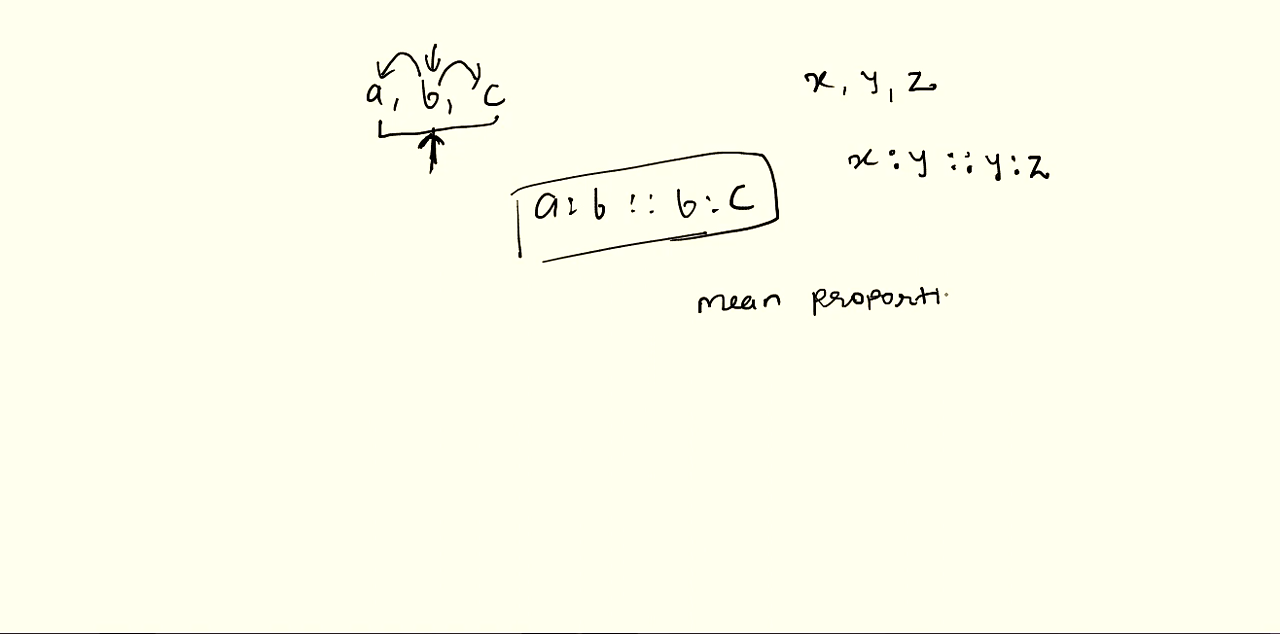 a, b, c
x, y, z
x : y :: y : z
a : b :: b : c
mean proporti